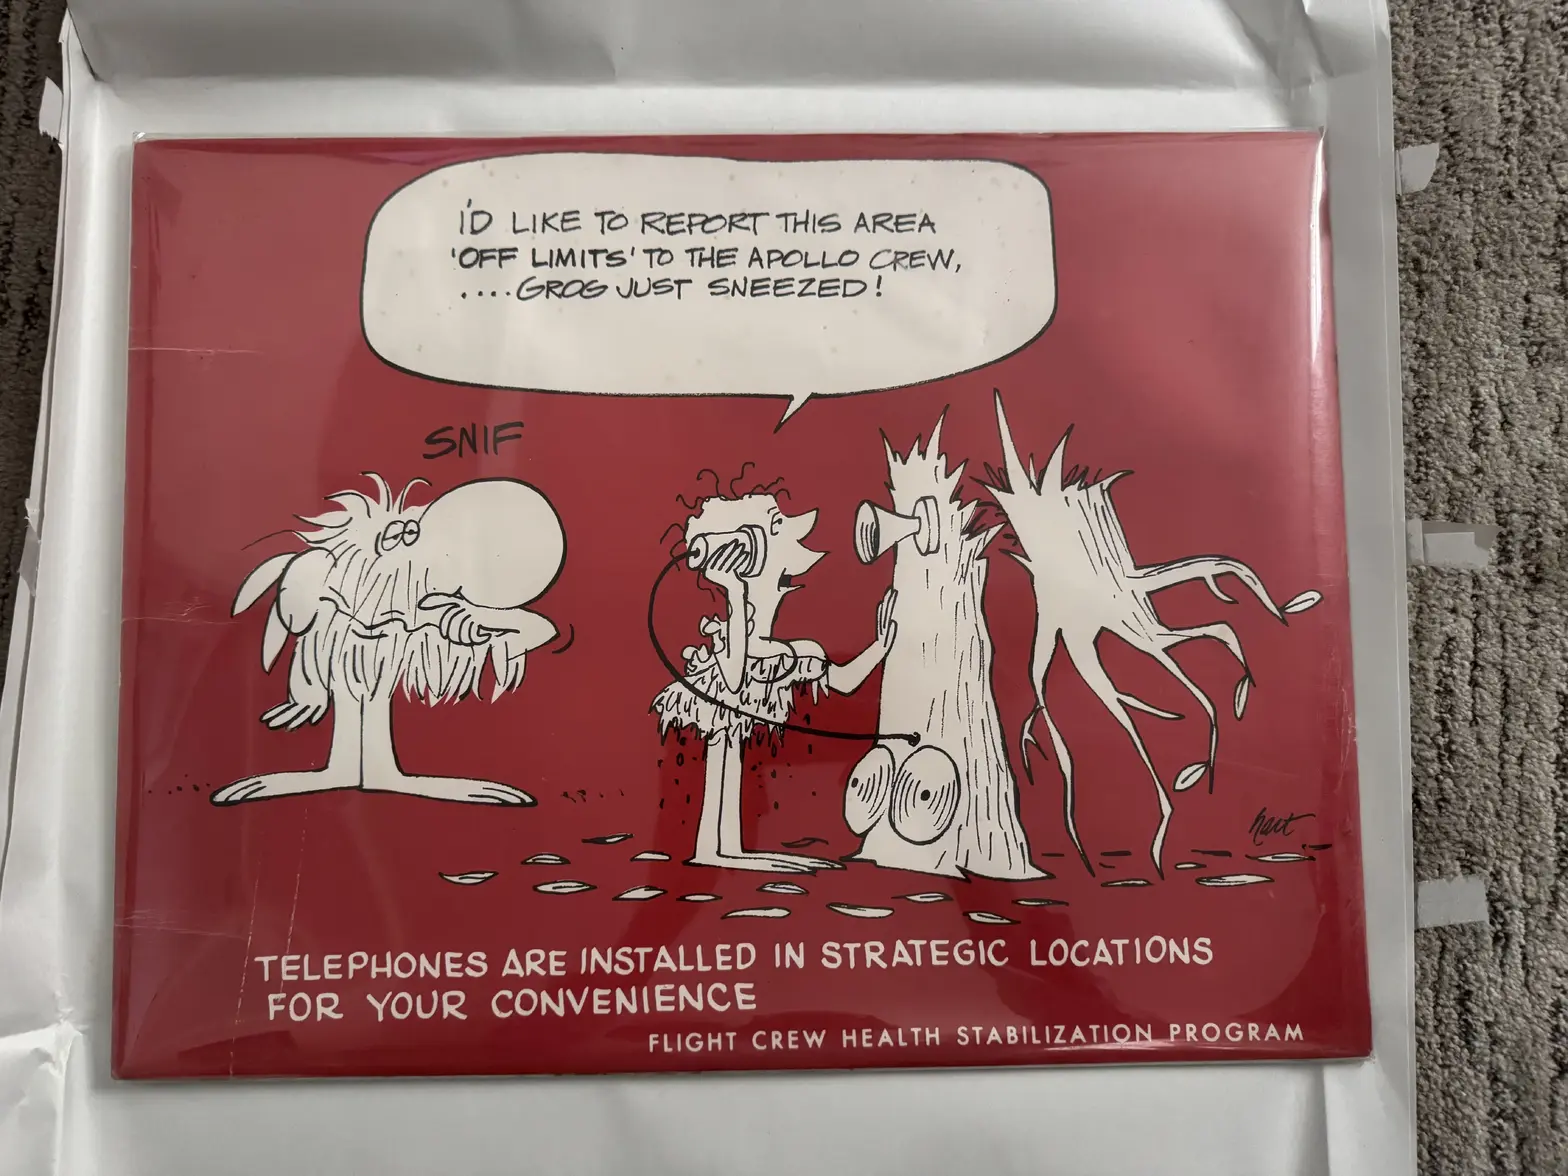 I'D LIKE TO REPORT THIS AREA
'OFF LIMITS' TO THE APOLLO CREW,
....GROG JUST SNEEZED!
SNIF
hart
TELEPHONES ARE INSTALLED IN STRATEGIC LOCATIONS
FOR YOUR CONVENIENCE
FLIGHT CREW HEALTH STABILIZATION PROGRAM